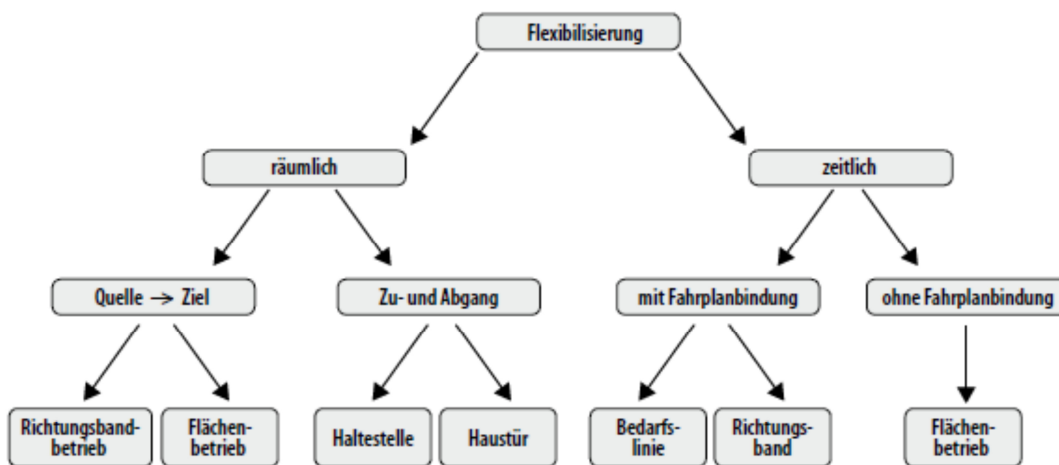 Flexibilisierung
räumlich
zeitlich
Quelle → Ziel
Zu- und Abgang
mit Fahrplanbindung
ohne Fahrplanbindung
Richtungsband-
betrieb
Flächen-
betrieb
Haltestelle
Haustür
Bedarfs-
linie
Richtungs-
band
Flächen-
betrieb